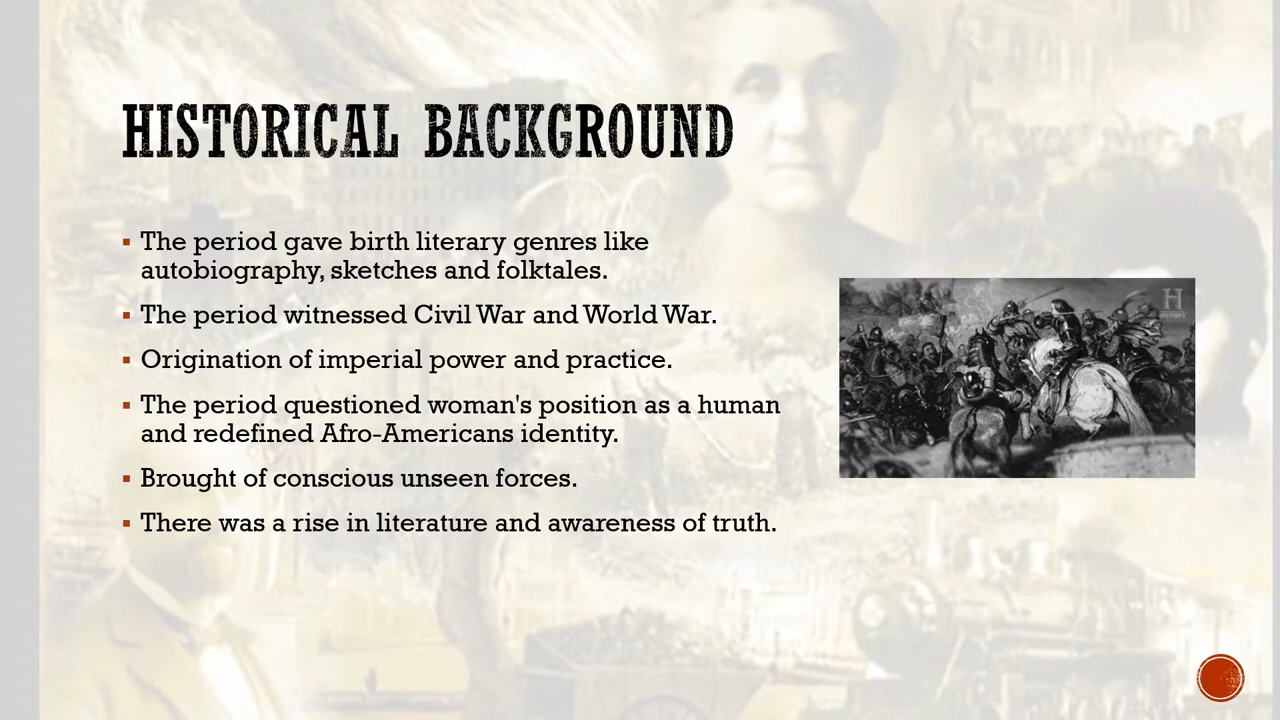 HISTORICAL BACKGROUND
The period gave birth literary genres like
autobiography, sketches and folktales.
The period witnessed Civil War and World War.
Origination of imperial power and practice.
The period questioned woman's position as a human
and redefined Afro-Americans identity.
Brought of conscious unseen forces.
There was a rise in literature and awareness of truth.
H
HISTORY